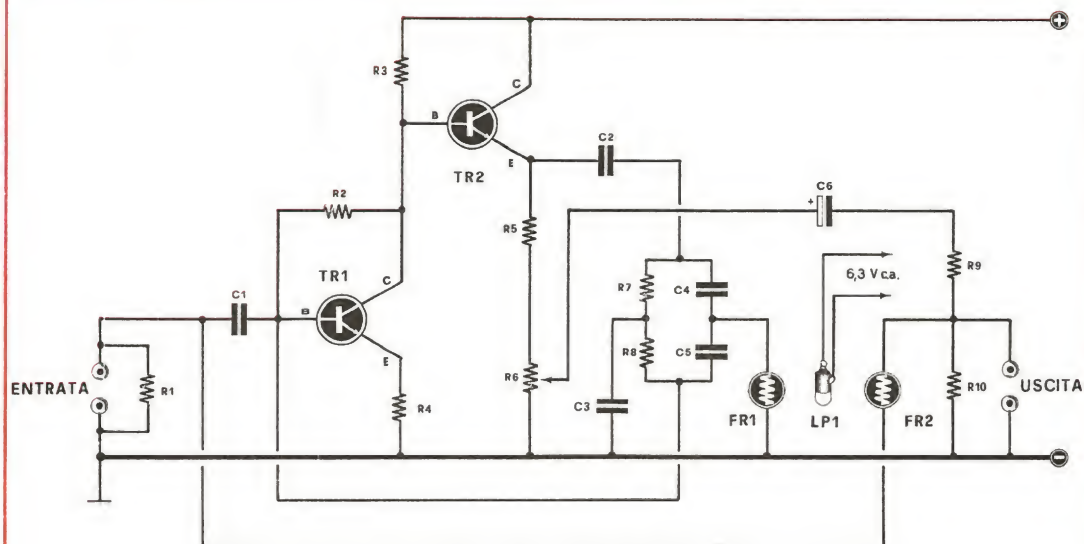 +
R3
C
B
TR2
E
C2
R2
C6
+
R5
TR1
6,3 V c.a.
R9
C
R7
C4
C1
B
E
R8
C5
R6
ENTRATA
R1
R4
C3
FR1
LP1
FR2
R10
USCITA
-